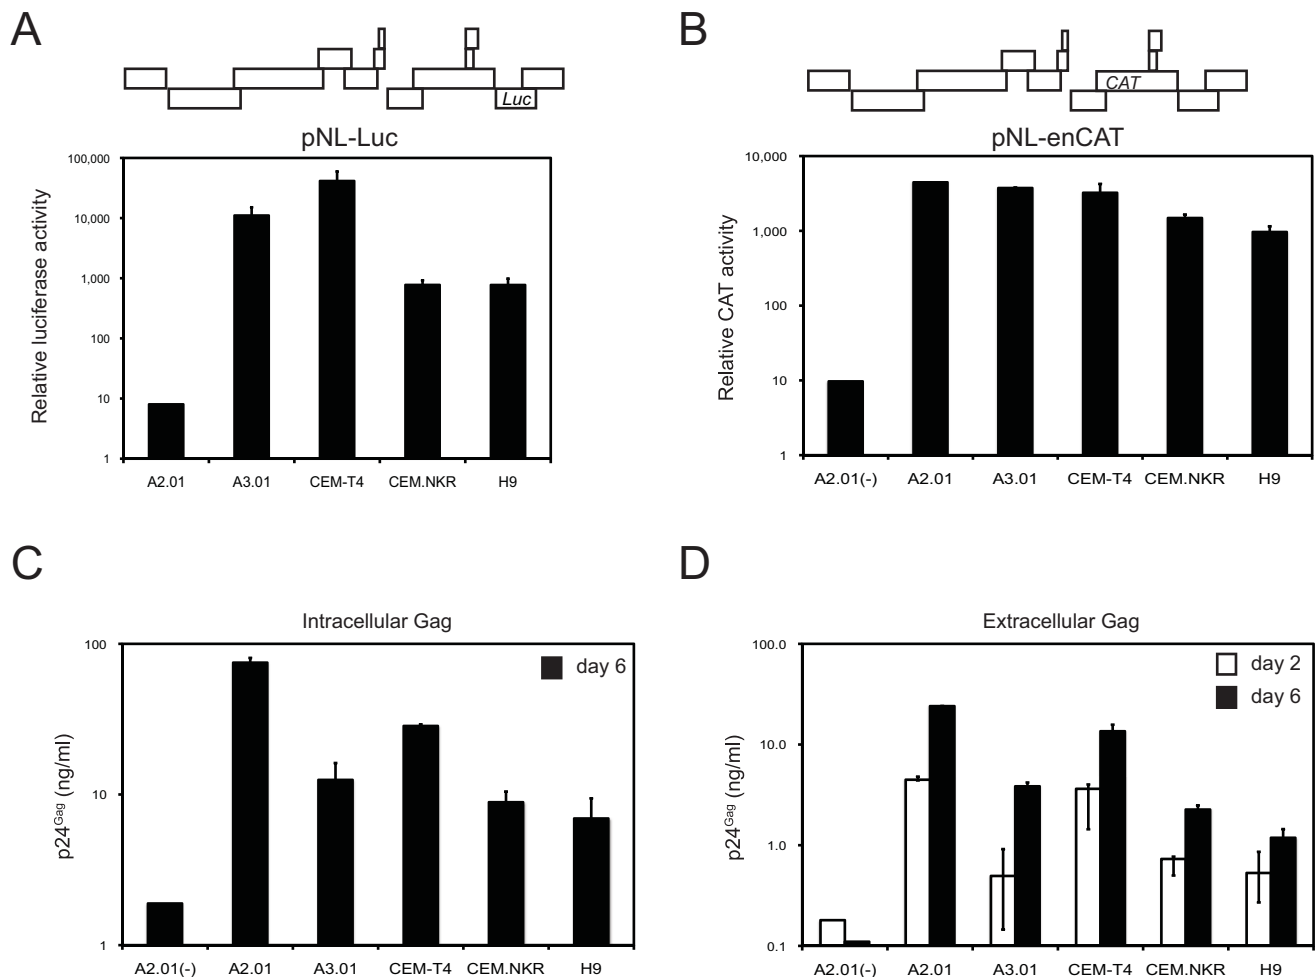 A
Luc
pNL-Luc
Relative luciferase activity
100,000
10,000
1,000
100
10
1
A2.01 A3.01 CEM-T4 CEM.NKR H9
B
CAT
pNL-enCAT
Relative CAT activity
10,000
1,000
100
10
1
A2.01(-) A2.01 A3.01 CEM-T4 CEM.NKR H9
C
Intracellular Gag
day 6
p24Gag (ng/ml)
100
10
1
A2.01(-) A2.01 A3.01 CEM-T4 CEM.NKR H9
D
Extracellular Gag
day 2
day 6
p24Gag (ng/ml)
100.0
10.0
1.0
0.1
A2.01(-) A2.01 A3.01 CEM-T4 CEM.NKR H9